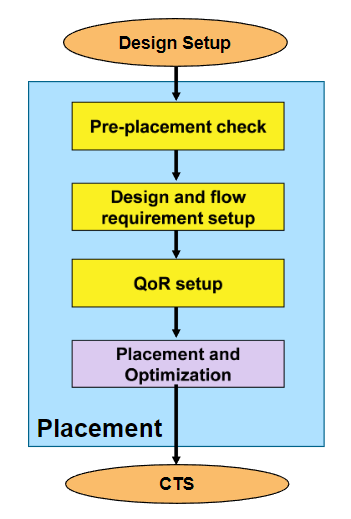 Design Setup
Pre-placement check
Design and flow
requirement setup
QoR setup
Placement and
Optimization
Placement
CTS